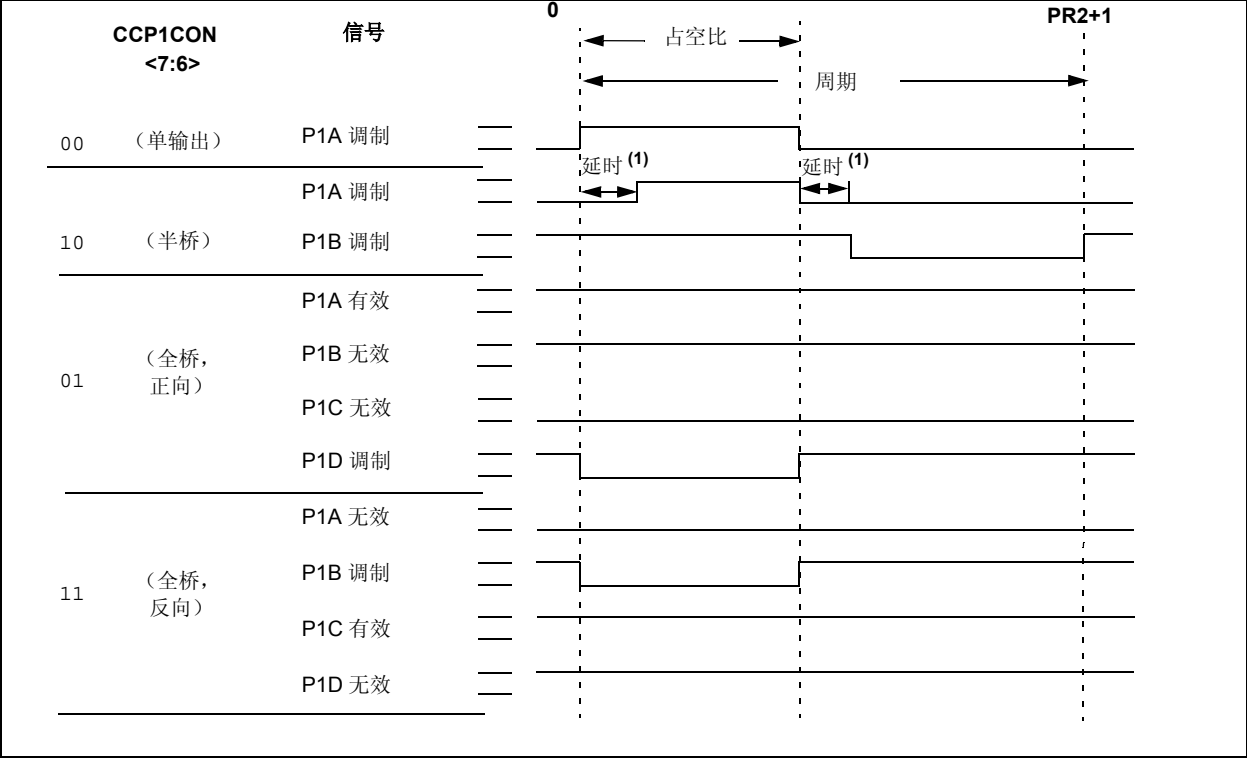 CCP1CON
<7:6>
信号
0
PR2+1
占空比
周期
00
（单输出）
P1A 调制
延时 (1)
延时 (1)
P1A 调制
10
（半桥）
P1B 调制
P1A 有效
P1B 无效
01
（全桥，
正向）
P1C 无效
P1D 调制
P1A 无效
P1B 调制
11
（全桥，
反向）
P1C 有效
P1D 无效